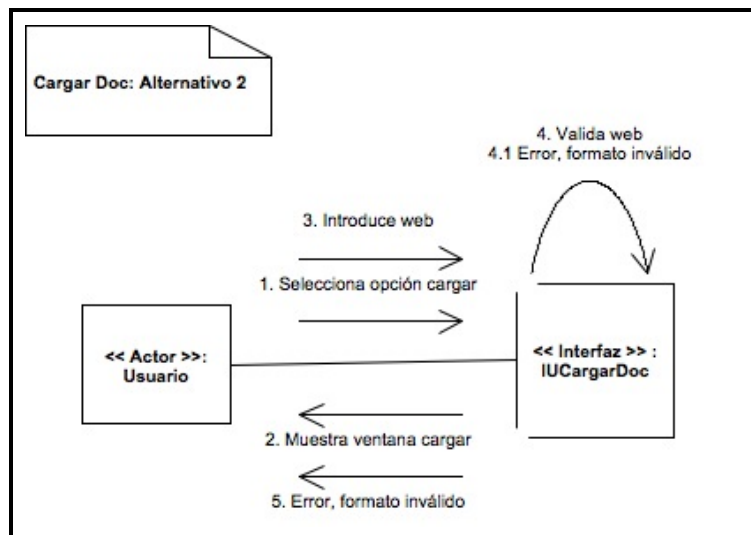 Cargar Doc: Alternativo 2
4. Valida web
4.1 Error, formato inválido
3. Introduce web
1. Selecciona opción cargar
<< Actor >>:
Usuario
<< Interfaz >> :
IUCargarDoc
2. Muestra ventana cargar
5. Error, formato inválido